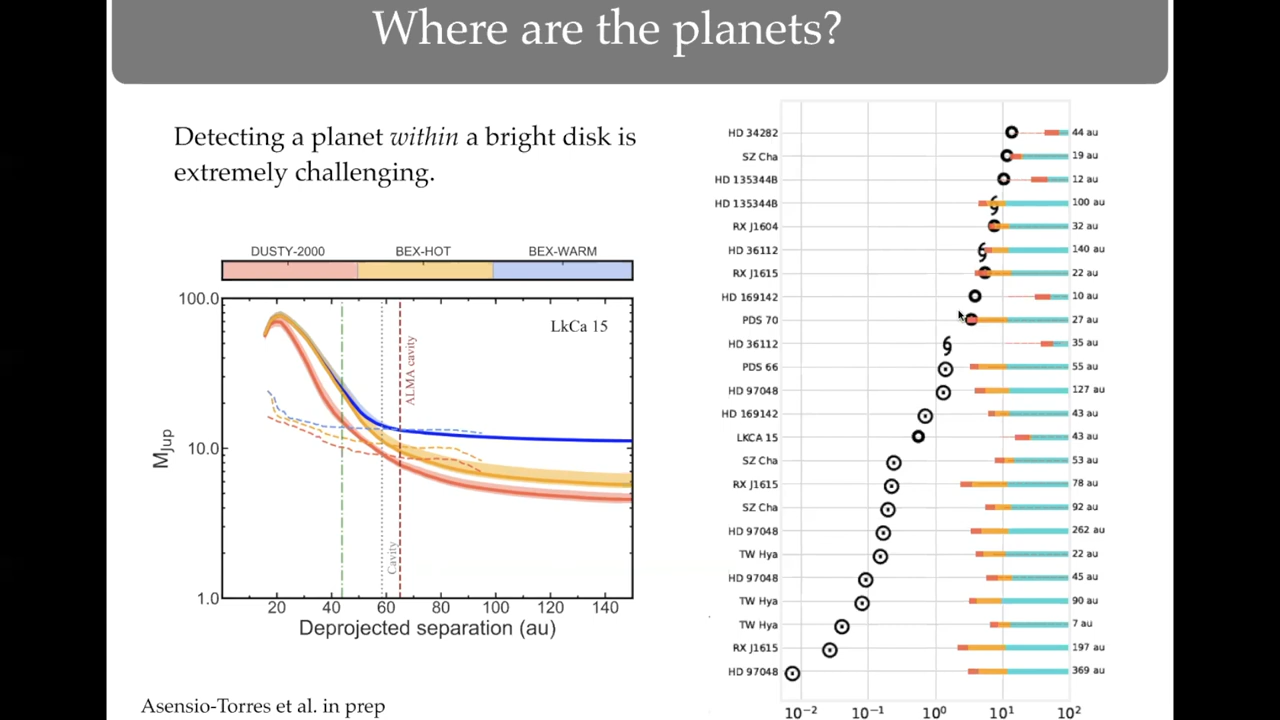 Where are the planets?
Detecting a planet within a bright disk is
extremely challenging.
DUSTY-2000 BEX-HOT BEX-WARM
LkCa 15
ALMA cavity
Cavity
100.0
10.0
1.0
MJup
20 40 60 80 100 120 140
Deprojected separation (au)
Asensio-Torres et al. in prep
HD 34282 44 au
SZ Cha 19 au
HD 135344B 12 au
HD 135344B 100 au
RX J1604 32 au
HD 36112 140 au
RX J1615 22 au
HD 169142 10 au
PDS 70 27 au
HD 36112 35 au
PDS 66 55 au
HD 97048 127 au
HD 169142 43 au
LKCA 15 43 au
SZ Cha 53 au
RX J1615 78 au
SZ Cha 92 au
HD 97048 262 au
TW Hya 22 au
HD 97048 45 au
TW Hya 90 au
TW Hya 7 au
RX J1615 197 au
HD 97048 369 au
10⁻² 10⁻¹ 10⁰ 10¹ 10²